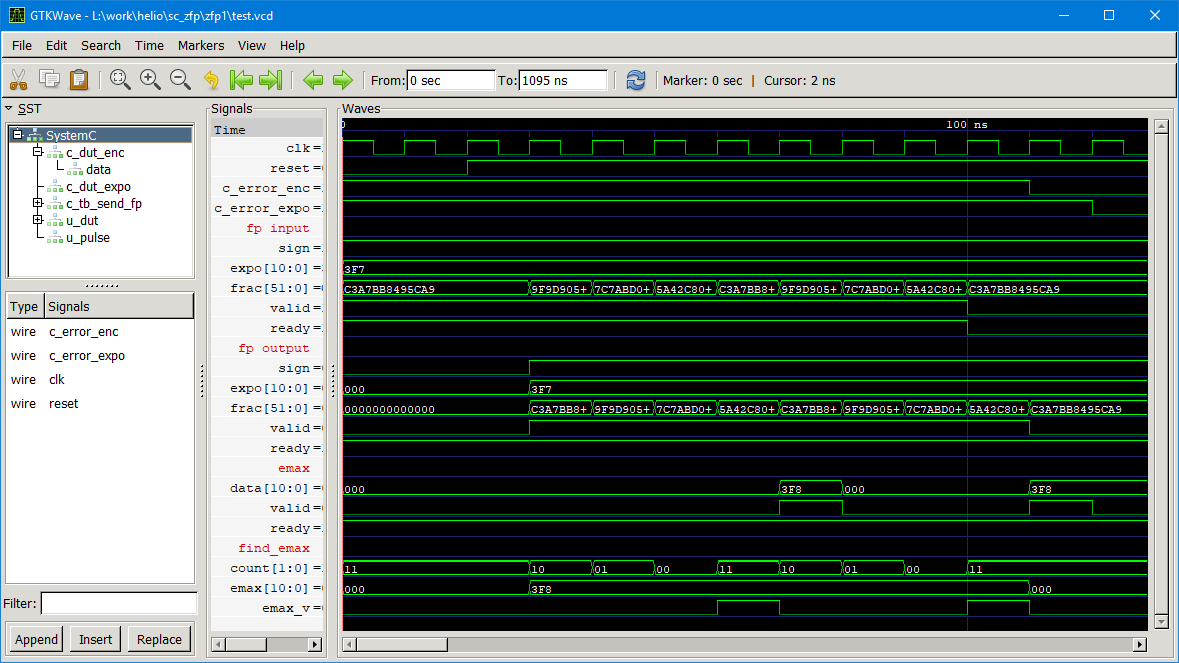 GTKWave - L:\work\helio\sc_zfp\zfp1\test.vcd
File Edit Search Time Markers View Help
From: 0 sec To: 1095 ns Marker: 0 sec | Cursor: 2 ns
SST
SystemC
c_dut_enc
data
c_dut_expo
c_tb_send_fp
u_dut
u_pulse
Type Signals
wire c_error_enc
wire c_error_expo
wire clk
wire reset
Filter:
Append Insert Replace
Signals
Time
clk =
reset =
c_error_enc =
c_error_expo =
fp input
sign =
expo[10:0] =
frac[51:0] =
valid =
ready =
fp output
sign =
expo[10:0] =
frac[51:0] =
valid =
ready =
emax
data[10:0] =
valid =
ready =
find_emax
count[1:0] =
emax[10:0] =
emax_v =
Waves
0 100 ns
3F7
C3A7BB8495CA9 9F9D905+ 7C7ABD0+ 5A42C80+ C3A7BB8+ 9F9D905+ 7C7ABD0+ 5A42C80+ C3A7BB8495CA9
000 3F7
0000000000000 C3A7BB8+ 9F9D905+ 7C7ABD0+ 5A42C80+ C3A7BB8+ 9F9D905+ 7C7ABD0+ 5A42C80+ C3A7BB8495CA9
000 3F8 000 3F8
11 10 01 00 11 10 01 00 11
000 3F8 000